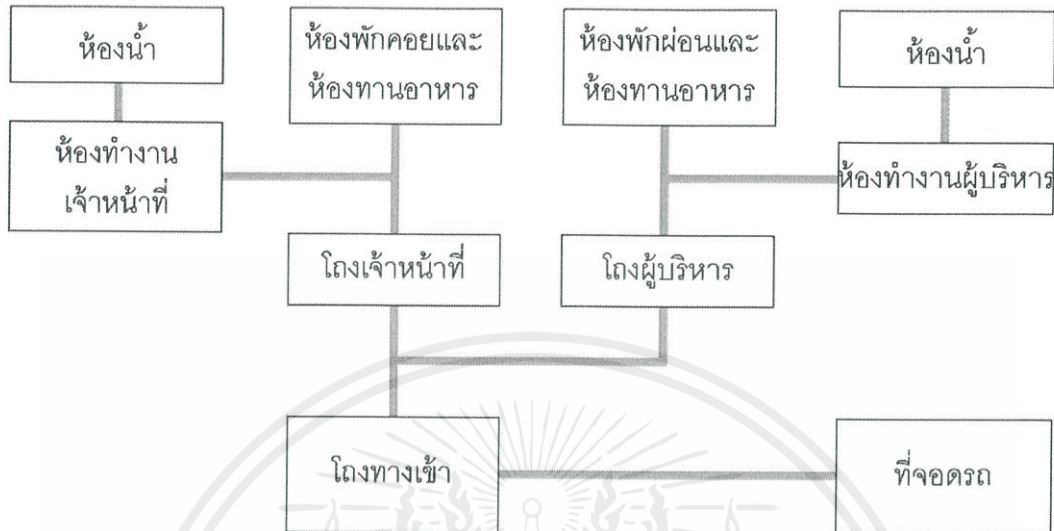 ห้องน้ำ
ห้องพักคอยและ
ห้องทานอาหาร
ห้องพักผ่อนและ
ห้องทานอาหาร
ห้องน้ำ
ห้องทำงาน
เจ้าหน้าที่
ห้องทำงานผู้บริหาร
โถงเจ้าหน้าที่
โถงผู้บริหาร
โถงทางเข้า
ที่จอดรถ